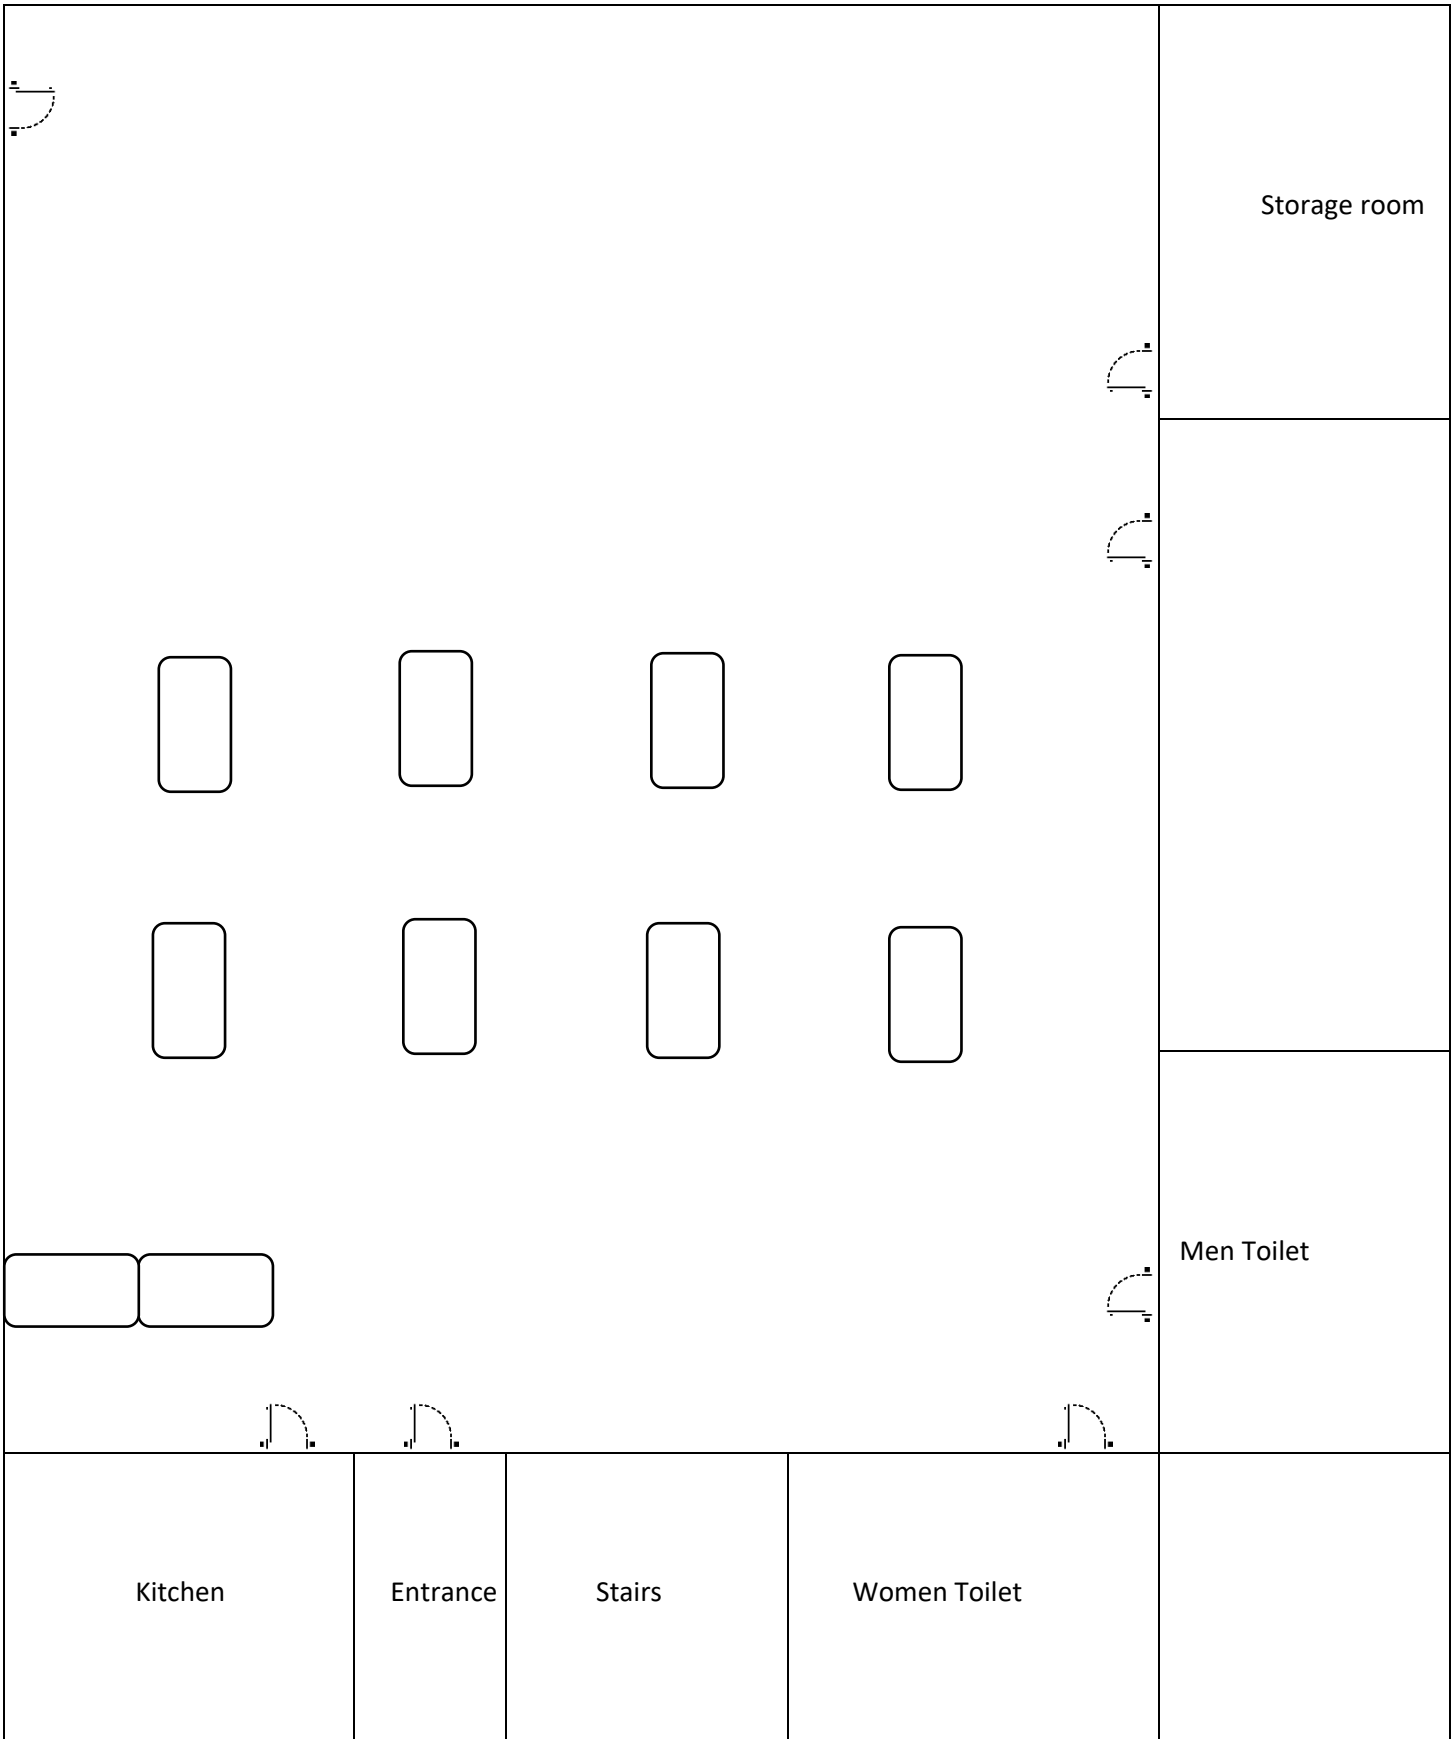 Storage room
Men Toilet
Kitchen
Entrance
Stairs
Women Toilet